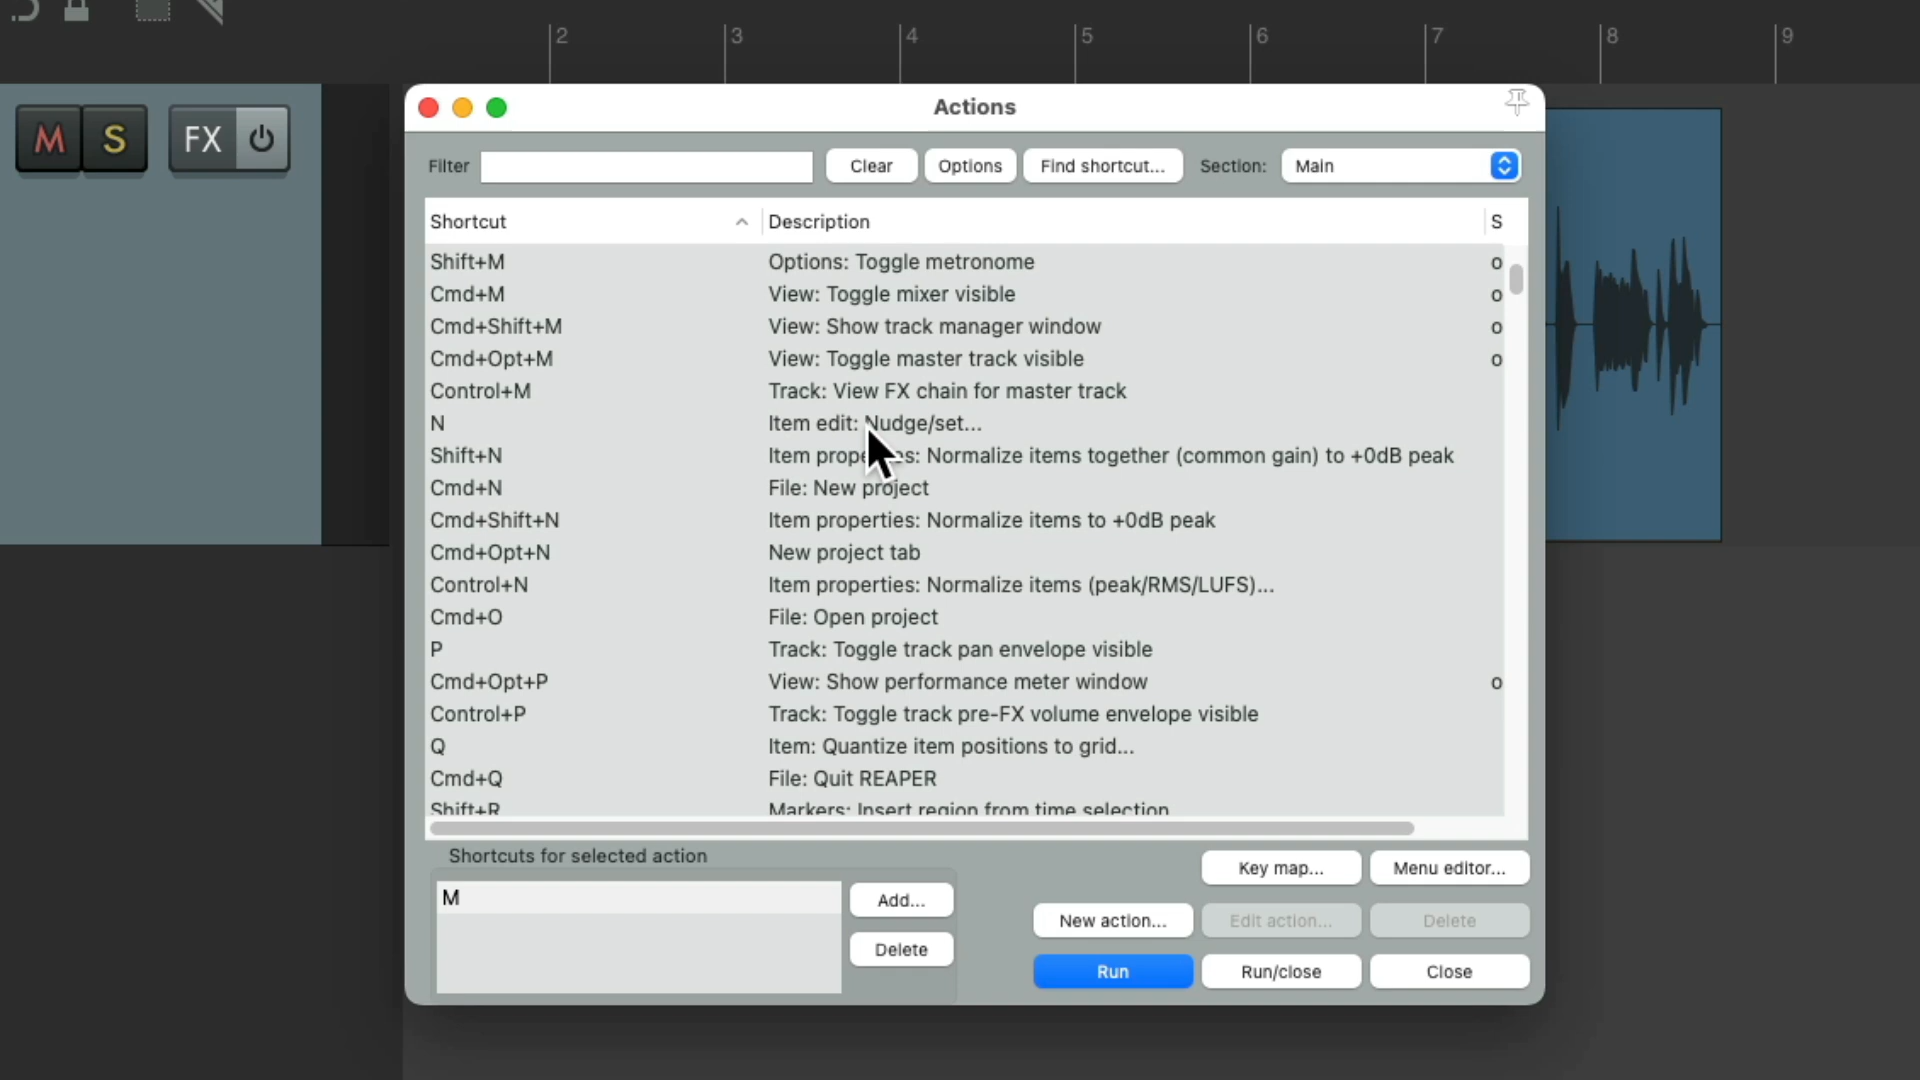 2 3 4 5 6 7 8 9
M S FX
Actions
Filter Clear Options Find shortcut... Section: Main
Shortcut Description S
Shift+M Options: Toggle metronome o
Cmd+M View: Toggle mixer visible o
Cmd+Shift+M View: Show track manager window o
Cmd+Opt+M View: Toggle master track visible o
Control+M Track: View FX chain for master track
N Item edit: Nudge/set...
Shift+N Item properties: Normalize items together (common gain) to +0dB peak
Cmd+N File: New project
Cmd+Shift+N Item properties: Normalize items to +0dB peak
Cmd+Opt+N New project tab
Control+N Item properties: Normalize items (peak/RMS/LUFS)...
Cmd+O File: Open project
P Track: Toggle track pan envelope visible
Cmd+Opt+P View: Show performance meter window o
Control+P Track: Toggle track pre-FX volume envelope visible
Q Item: Quantize item positions to grid...
Cmd+Q File: Quit REAPER
Shift+R Markers: Insert region from time selection
Shortcuts for selected action
M
Add...
Delete
Key map... Menu editor...
New action... Edit action... Delete
Run Run/close Close